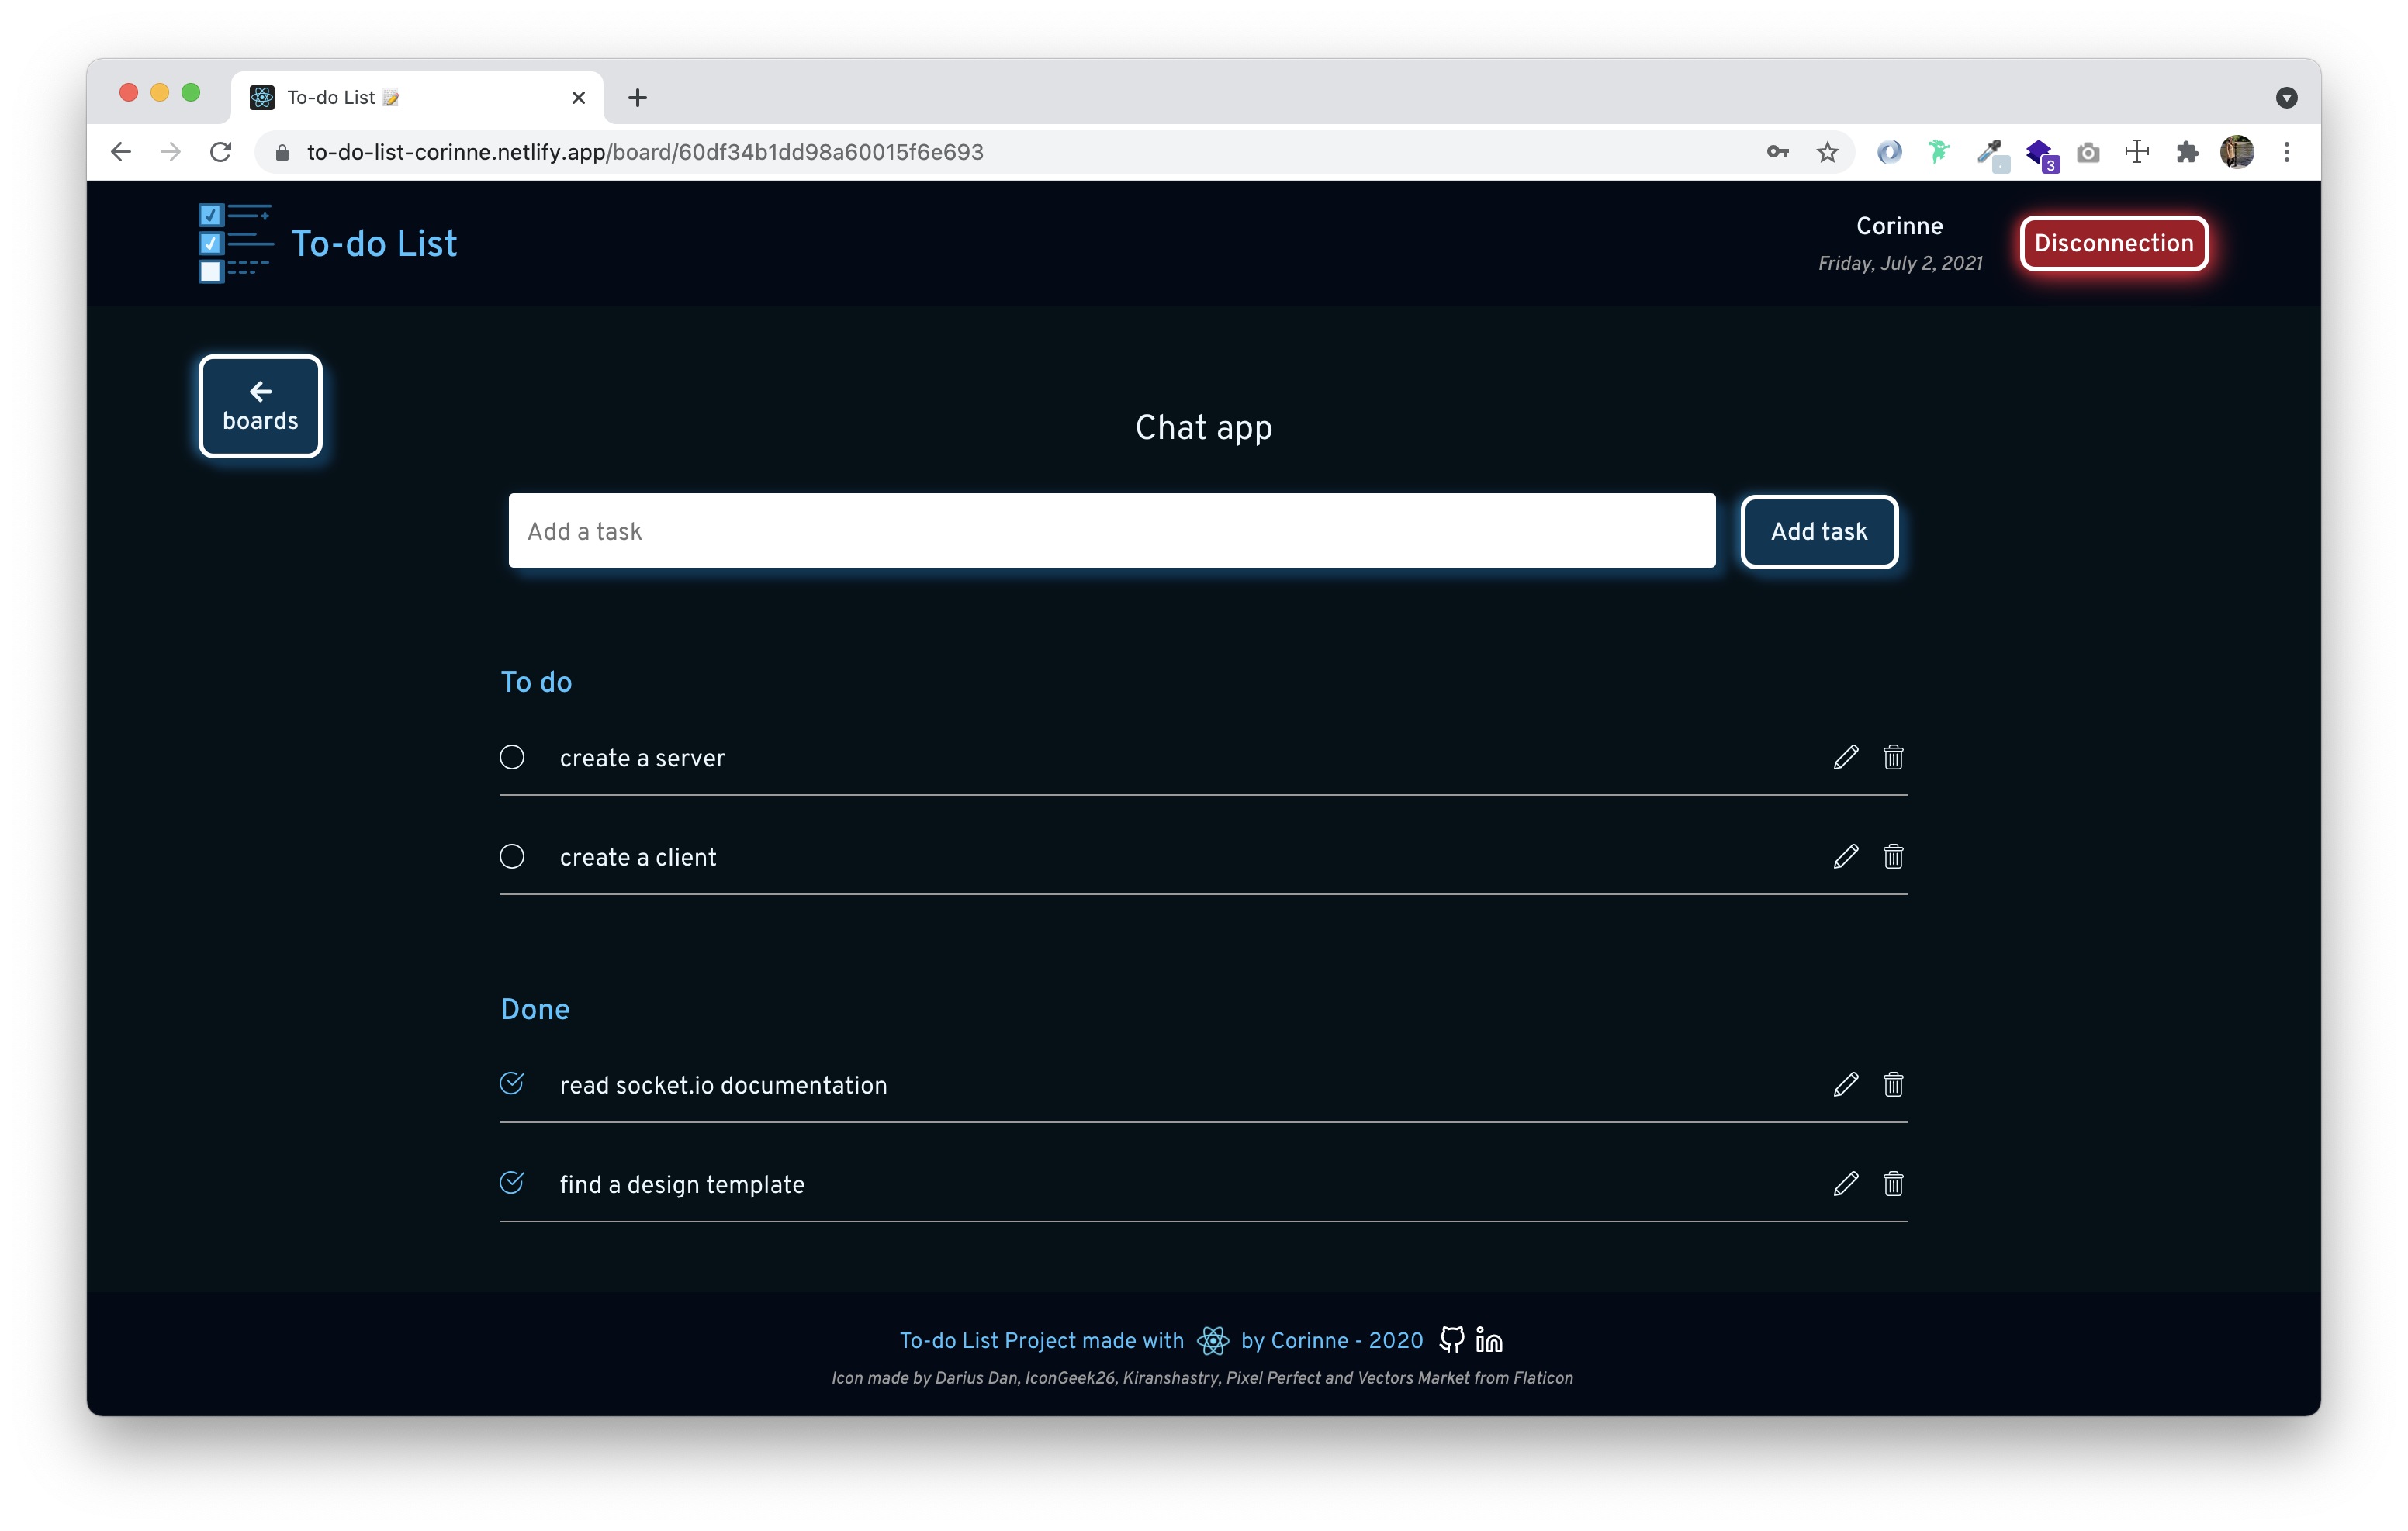 To-do List 📝
to-do-list-corinne.netlify.app/board/60df34b1dd98a60015f6e693
3
To-do List
Corinne
Friday, July 2, 2021
Disconnection
boards
Chat app
Add a task
Add task
To do
create a server
create a client
Done
read socket.io documentation
find a design template
To-do List Project made with by Corinne - 2020
Icon made by Darius Dan, IconGeek26, Kiranshastry, Pixel Perfect and Vectors Market from Flaticon